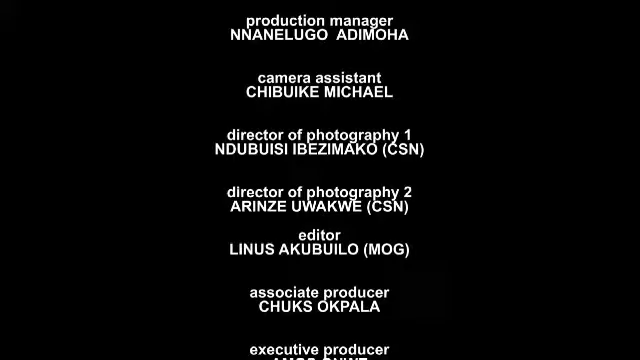 production manager
NNANELUGO ADIMOHA
camera assistant
CHIBUIKE MICHAEL
director of photography 1
NDUBUISI IBEZIMAKO (CSN)
director of photography 2
ARINZE UWAKWE (CSN)
editor
LINUS AKUBUILO (MOG)
associate producer
CHUKS OKPALA
executive producer